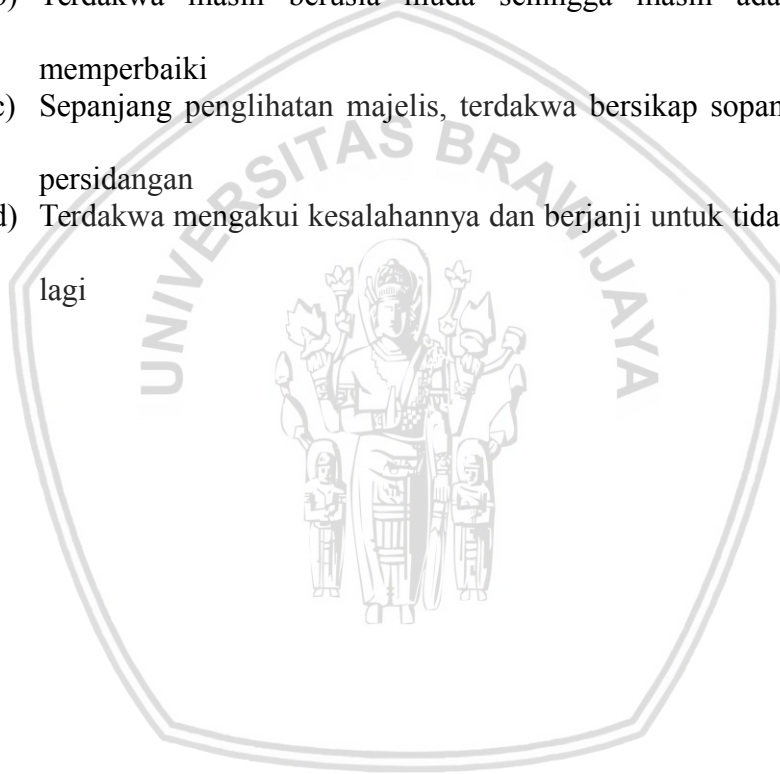 b) Terdakwa masih berusia muda sehingga masih ada
memperbaiki
c) Sepanjang penglihatan majelis, terdakwa bersikap sopan
persidangan
d) Terdakwa mengakui kesalahannya dan berjanji untuk tida
lagi
UNIVERSITAS BRAWIJAYA